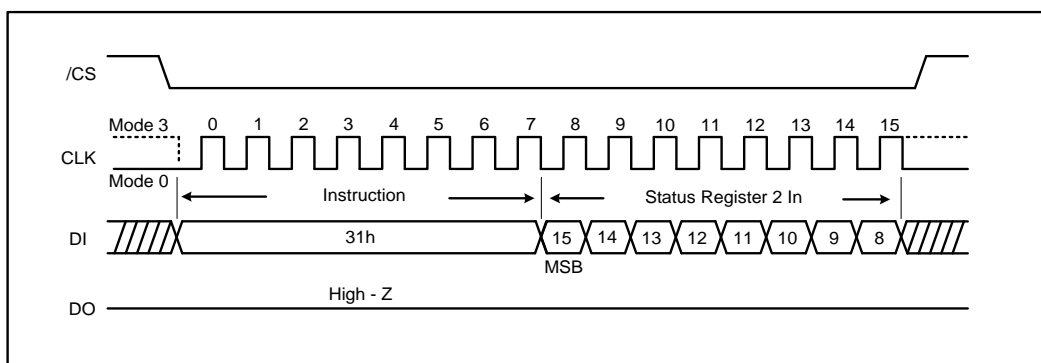 /CS
Mode 3 0 1 2 3 4 5 6 7 8 9 10 11 12 13 14 15
CLK
Mode 0
Instruction Status Register 2 In
DI 31h 15 14 13 12 11 10 9 8
MSB
High - Z
DO